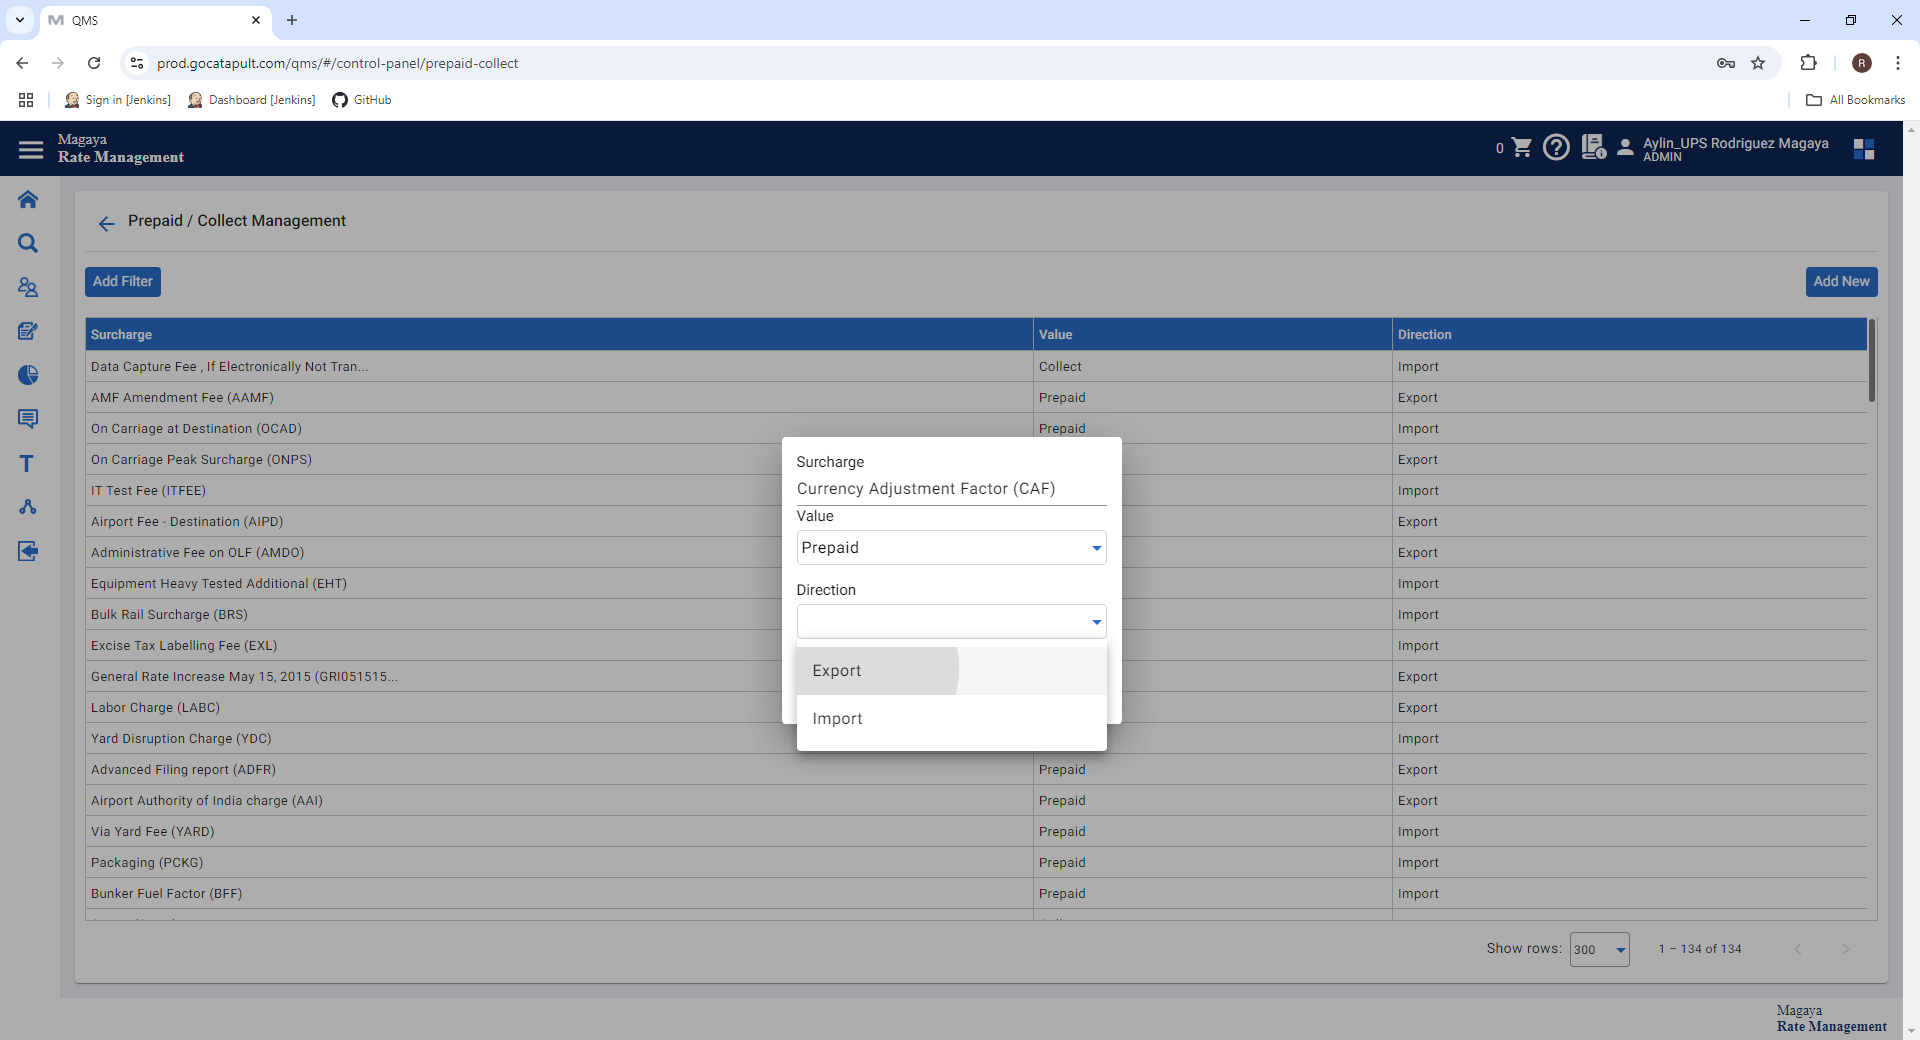 QMS
prod.gocatapult.com/qms/#/control-panel/prepaid-collect
R
Sign in [Jenkins]
Dashboard [Jenkins]
GitHub
All Bookmarks
Magaya
Rate Management
0
Aylin_UPS Rodriguez Magaya
ADMIN
Prepaid / Collect Management
Add Filter
Add New
Surcharge Value Direction
Data Capture Fee , If Electronically Not Tran... Collect Import
AMF Amendment Fee (AAMF) Prepaid Export
On Carriage at Destination (OCAD) Prepaid Import
On Carriage Peak Surcharge (ONPS) Export
IT Test Fee (ITFEE) Import
Airport Fee - Destination (AIPD) Export
Administrative Fee on OLF (AMDO) Export
Equipment Heavy Tested Additional (EHT) Import
Bulk Rail Surcharge (BRS) Import
Excise Tax Labelling Fee (EXL) Import
General Rate Increase May 15, 2015 (GRI051515... Export
Labor Charge (LABC) Export
Yard Disruption Charge (YDC) Import
Advanced Filing report (ADFR) Prepaid Export
Airport Authority of India charge (AAI) Prepaid Export
Via Yard Fee (YARD) Prepaid Import
Packaging (PCKG) Prepaid Import
Bunker Fuel Factor (BFF) Prepaid Import
Surcharge
Currency Adjustment Factor (CAF)
Value
Prepaid
Direction
Export
Import
Show rows: 300 1 – 134 of 134
Magaya
Rate Management